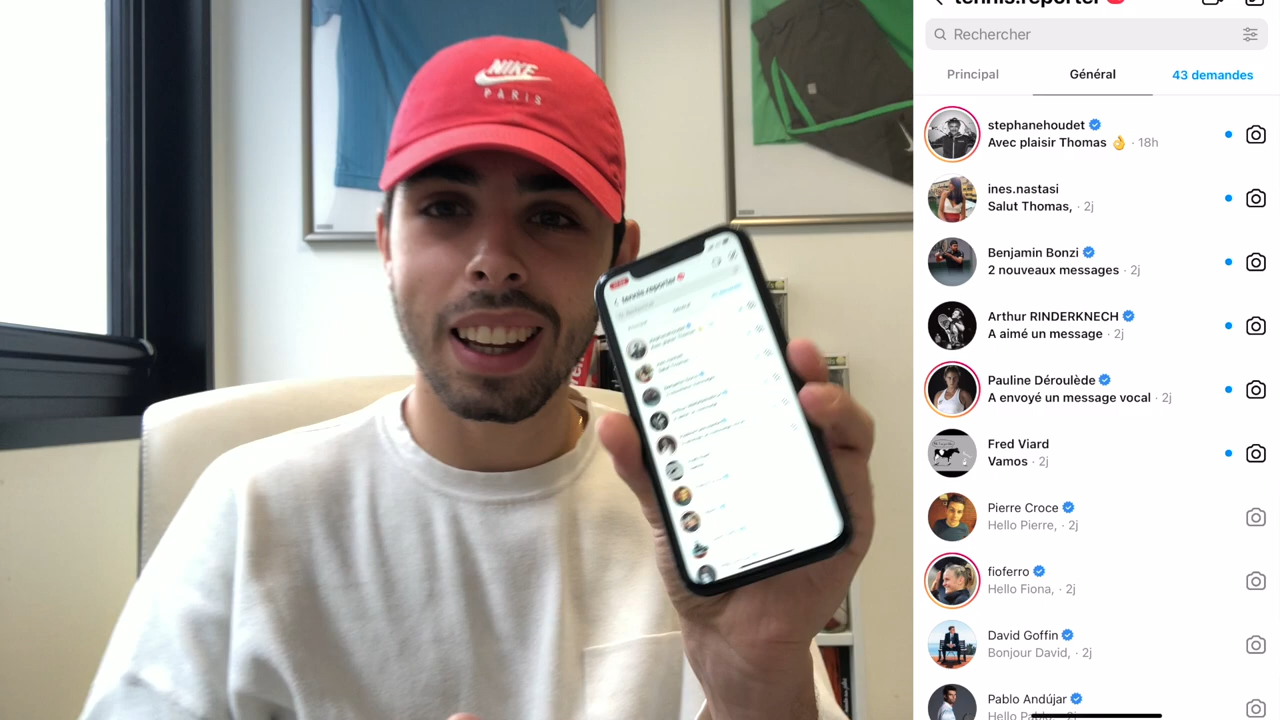 NIKE
PARIS
tennis.reporter
Rechercher
Principal
Général
43 demandes
stephanehoudet
Avec plaisir Thomas 👌 · 18h
ines.nastasi
Salut Thomas, · 2j
Benjamin Bonzi
2 nouveaux messages · 2j
Arthur RINDERKNECH
A aimé un message · 2j
Pauline Déroulède
A envoyé un message vocal · 2j
Fred Viard
Vamos · 2j
Pierre Croce
Hello Pierre, · 2j
fioferro
Hello Fiona, · 2j
David Goffin
Bonjour David, · 2j
Pablo Andújar